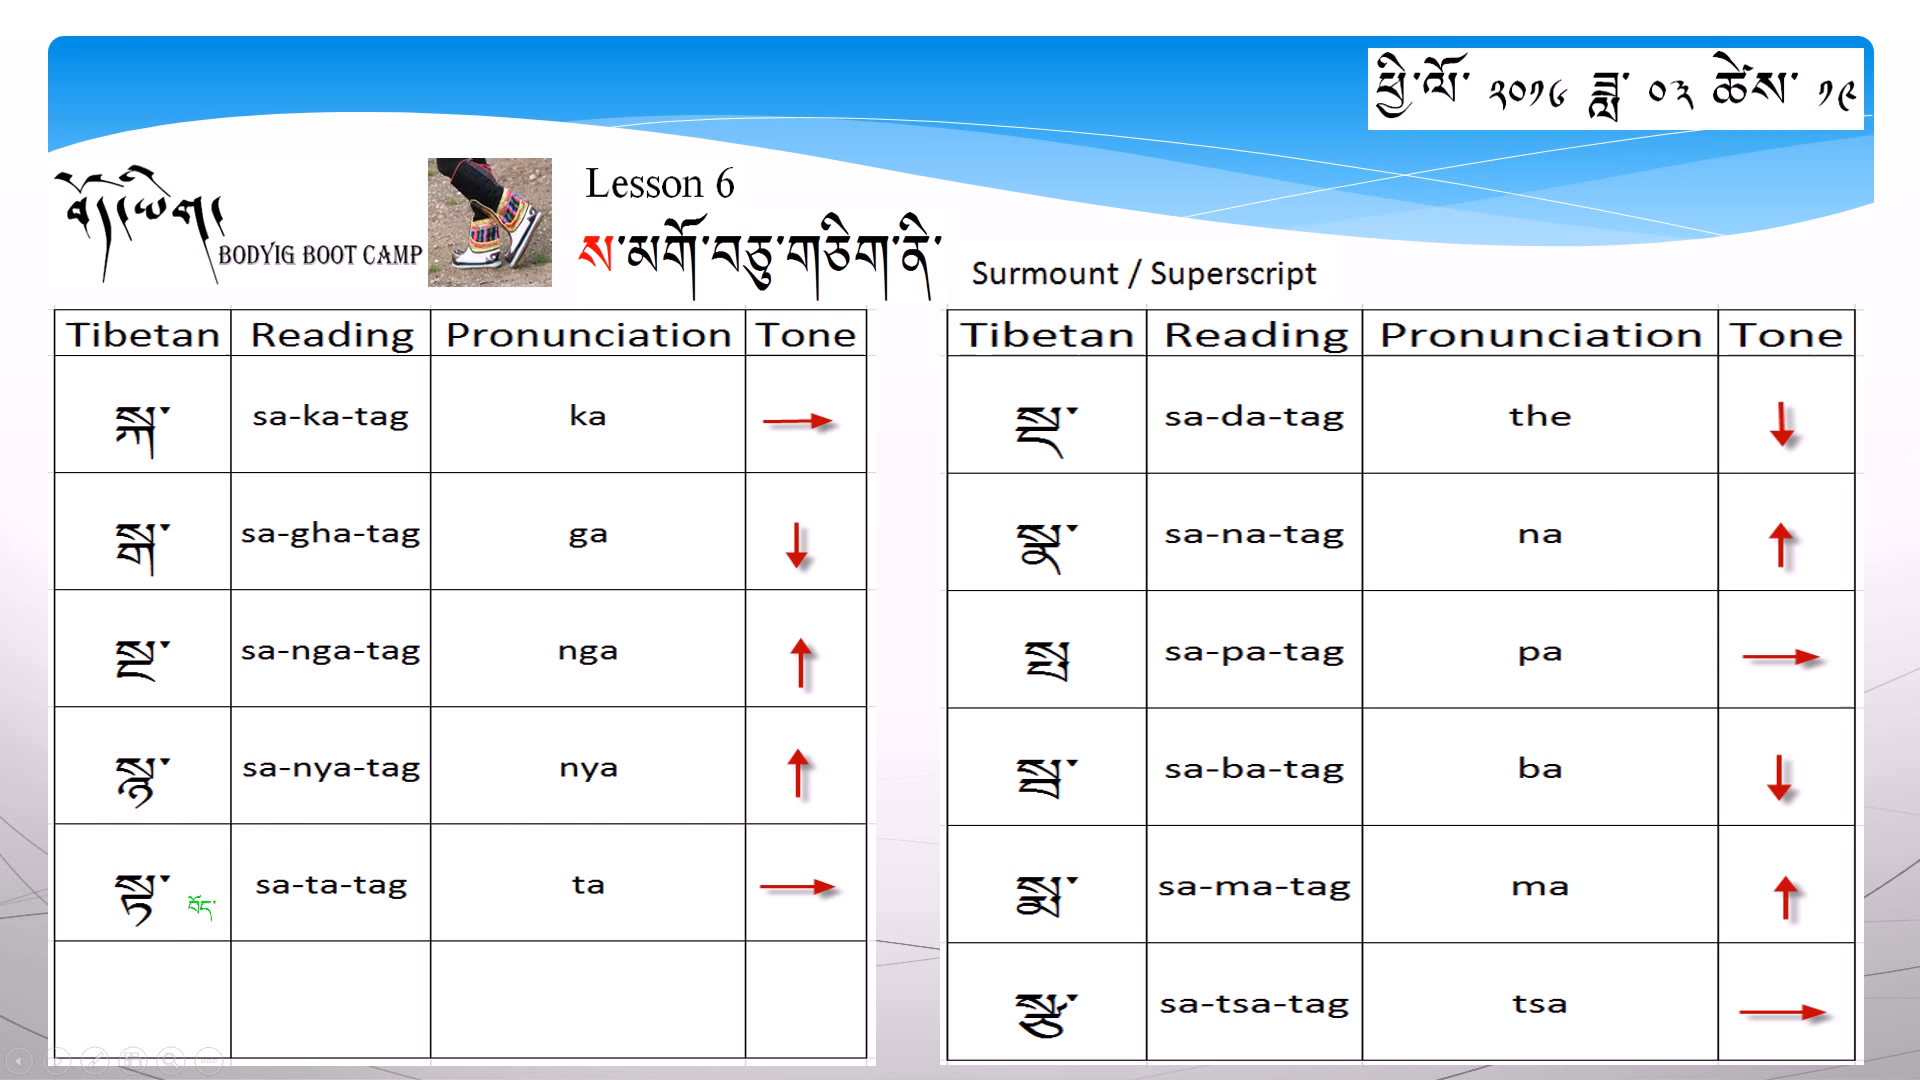 ཕྱི་ལོ་ ༢༠༡༦ ཟླ་ ༠༣ ཚེས་ ༡༩
བོད་ཡིག།
BODYIG BOOT CAMP
Lesson 6
ས་མགོ་བཅུ་གཅིག་ནི་
Surmount / Superscript
Tibetan Reading Pronunciation Tone
སྐ་ sa-ka-tag ka
སྒ་ sa-gha-tag ga
སྔ་ sa-nga-tag nga
སྙ་ sa-nya-tag nya
སྟ་ sa-ta-tag ta
བོད་
Tibetan Reading Pronunciation Tone
སྡ་ sa-da-tag the
སྣ་ sa-na-tag na
སྤ sa-pa-tag pa
སྦ་ sa-ba-tag ba
སྨ་ sa-ma-tag ma
སྩ་ sa-tsa-tag tsa